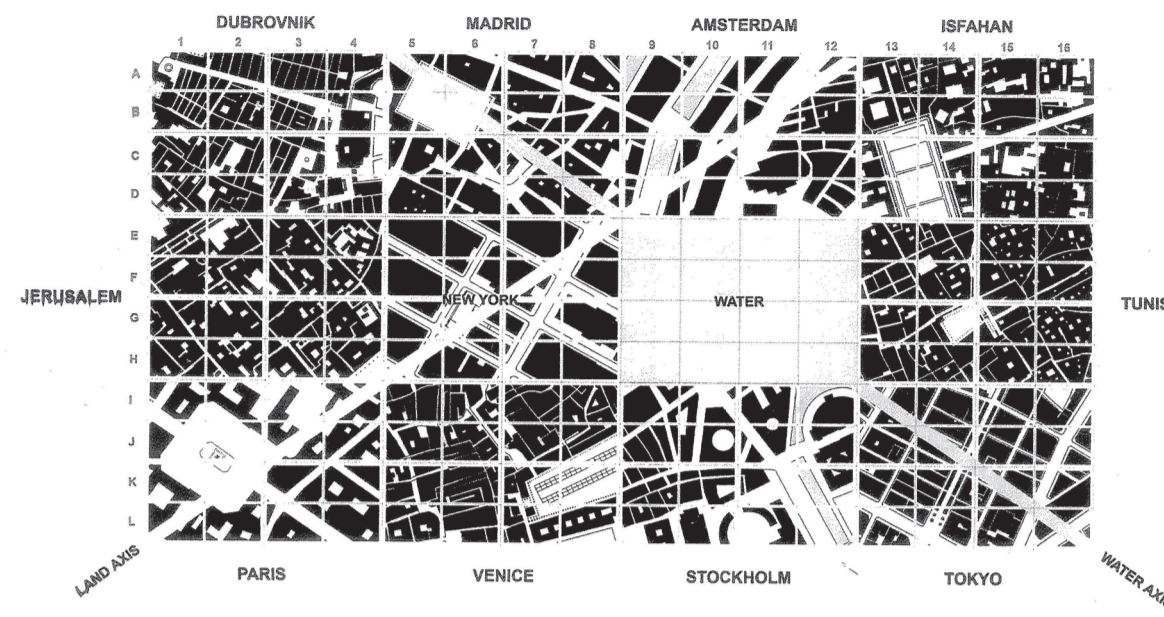 DUBROVNIK MADRID AMSTERDAM ISFAHAN
1 2 3 4 5 6 7 8 9 10 11 12 13 14 15 16
A
B
C
D
E
F
JERUSALEM NEW YORK WATER TUNIS
G
H
I
J
K
L
LAND AXIS
PARIS VENICE STOCKHOLM TOKYO
WATER AXIS